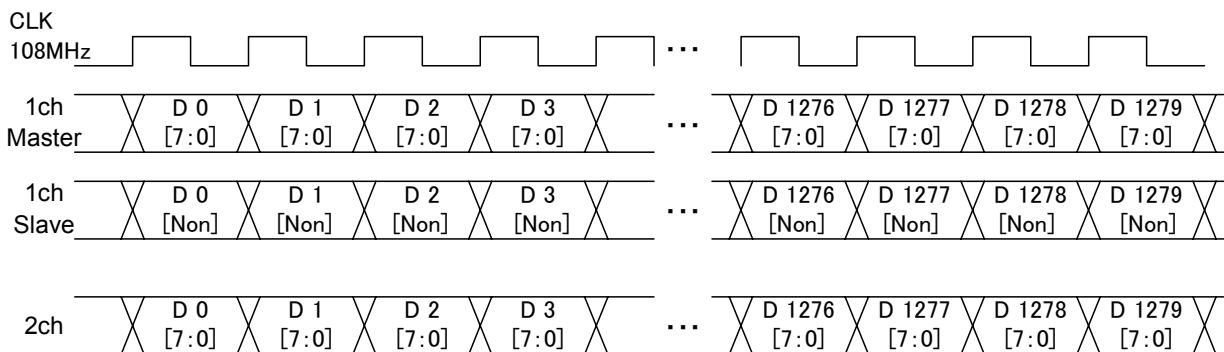 CLK
108MHz
...
1ch
Master
D 0 D 1 D 2 D 3 ... D 1276 D 1277 D 1278 D 1279
[7:0] [7:0] [7:0] [7:0] [7:0] [7:0] [7:0] [7:0]
1ch
Slave
D 0 D 1 D 2 D 3 ... D 1276 D 1277 D 1278 D 1279
[Non] [Non] [Non] [Non] [Non] [Non] [Non] [Non]
2ch
D 0 D 1 D 2 D 3 ... D 1276 D 1277 D 1278 D 1279
[7:0] [7:0] [7:0] [7:0] [7:0] [7:0] [7:0] [7:0]